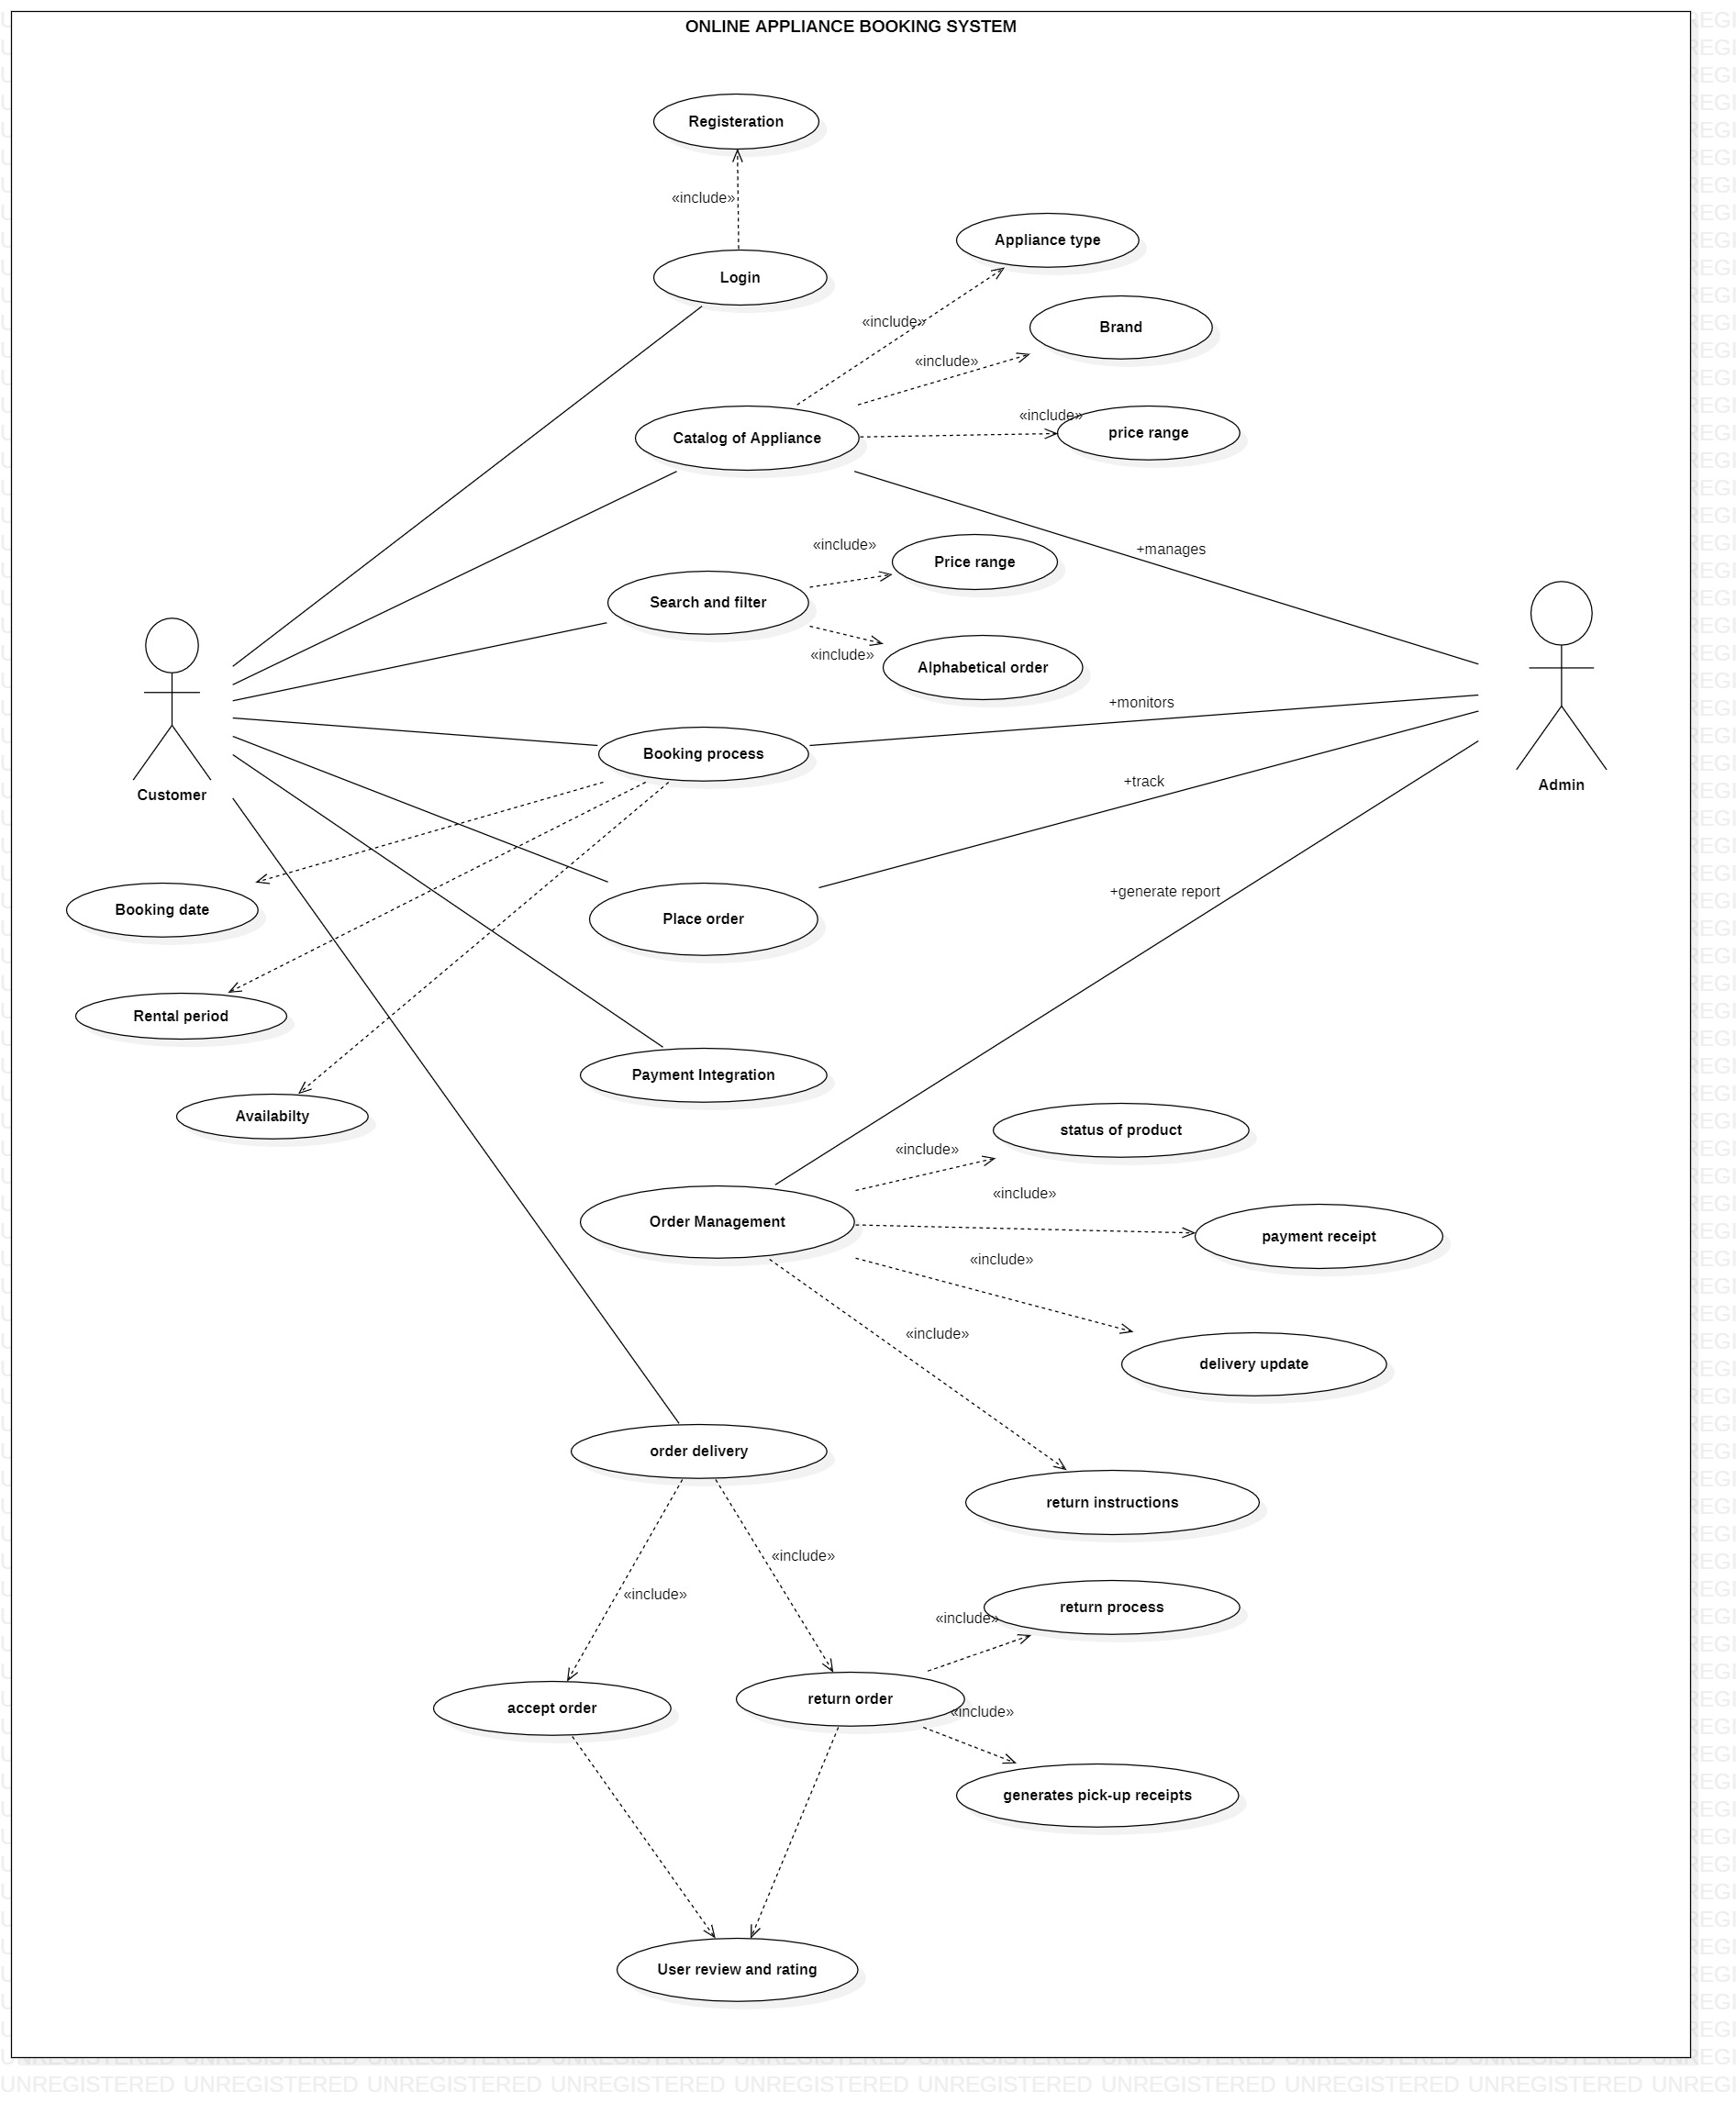 ONLINE APPLIANCE BOOKING SYSTEM
Registeration
«include»
Login
Appliance type
«include»
Brand
«include»
«include»
price range
Catalog of Appliance
+manages
«include»
Price range
Search and filter
«include»
Alphabetical order
+monitors
Booking process
+track
Customer
Admin
+generate report
Booking date
Place order
Rental period
Payment Integration
Availabilty
status of product
«include»
«include»
Order Management
payment receipt
«include»
«include»
delivery update
order delivery
return instructions
«include»
«include»
return process
«include»
return order
accept order
«include»
generates pick-up receipts
User review and rating
UNREGISTERED UNREGISTERED UNREGISTERED UNREGISTERED UNREGISTERED UNREGISTERED UNREGISTERED UNREGISTERED UNREGISTERED